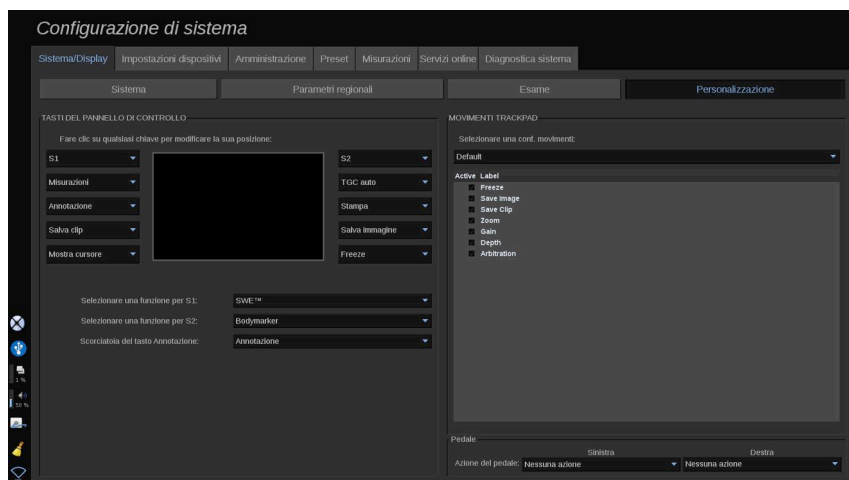 Configurazione di sistema
Sistema/Display Impostazioni dispositivi Amministrazione Preset Misurazioni Servizi online Diagnostica sistema
Sistema Parametri regionali Esame Personalizzazione
TASTI DEL PANNELLO DI CONTROLLO
Fare clic su qualsiasi chiave per modificare la sua posizione:
S1 S2
Misurazioni TGC auto
Annotazione Stampa
Salva clip Salva immagine
Mostra cursore Freeze
Selezionare una funzione per S1: SWE™
Selezionare una funzione per S2: Bodymarker
Scorciatoia del tasto Annotazione: Annotazione
MOVIMENTI TRACKPAD
Selezionare una conf. movimenti:
Default
Active Label
Freeze
Save Image
Save Clip
Zoom
Gain
Depth
Arbitration
Pedale
Sinistra Destra
Azione del pedale: Nessuna azione Nessuna azione
1 %
50 %